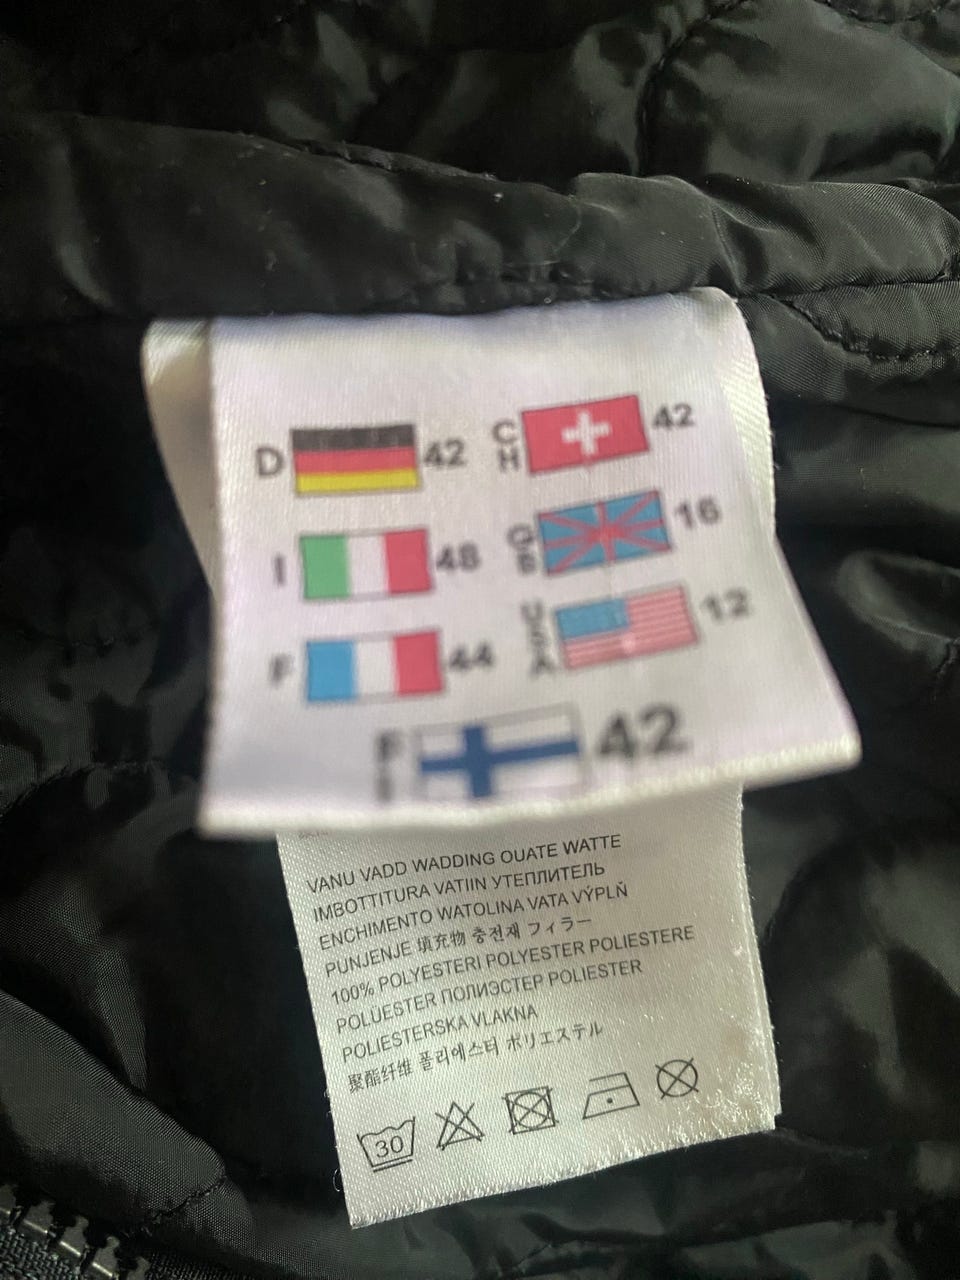 D 42 CH 42
I 48 GB 16
F 44 USA 12
FI 42
VANU VADD WADDING OUATE WATTE
IMBOTTITURA VATIIN УТЕПЛИТЕЛЬ
ENCHIMENTO WATOLINA VATA VÝPLŇ
PUNJENJE 填充物 충전재 フィラー
100% POLYESTERI POLYESTER POLIESTERE
POLÜESTER ПОЛИЭСТЕР POLIESTER
POLIESTERSKA VLAKNA
聚酯纤维 폴리에스터 ポリエステル
30